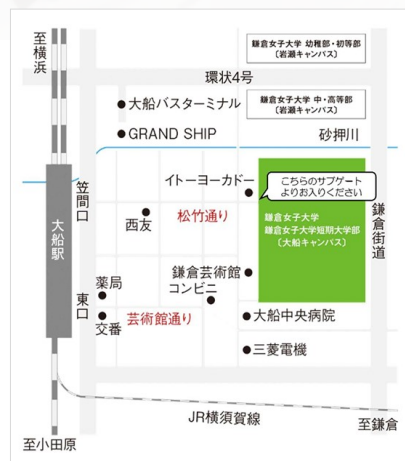 至横浜
鎌倉女子大学 幼稚部・初等部
〔岩瀬キャンパス〕
環状4号
大船バスターミナル
鎌倉女子大学 中・高等部
〔岩瀬キャンパス〕
GRAND SHIP
砂押川
イトーヨーカドー
こちらのサブゲート
よりお入りください
笠間口
西友
松竹通り
鎌倉女子大学
鎌倉女子大学短期大学部
〔大船キャンパス〕
鎌倉街道
大船駅
鎌倉芸術館
薬局
コンビニ
東口
交番
芸術館通り
大船中央病院
三菱電機
JR横須賀線
至小田原
至鎌倉